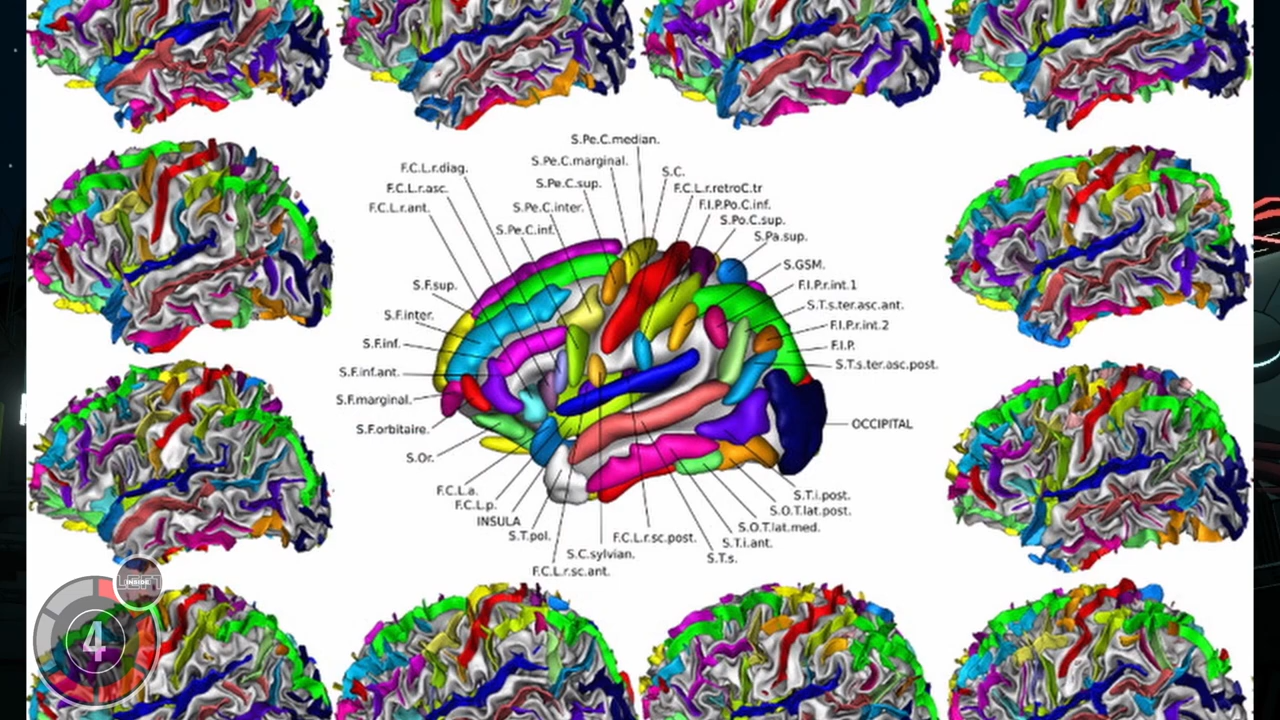 S.Pe.C.median.
S.Pe.C.marginal.
F.C.L.r.diag.
S.C.
S.Pe.C.sup.
F.C.L.r.asc.
F.C.L.r.retroC.tr
F.C.L.r.ant.
S.Pe.C.inter.
F.I.P.Po.C.inf.
S.Po.C.sup.
S.Pe.C.inf.
S.Pa.sup.
S.GSM.
S.F.sup.
F.I.P.r.int.1
S.T.s.ter.asc.ant.
S.F.inter.
F.I.P.r.int.2
S.F.inf.
F.I.P.
S.T.s.ter.asc.post.
S.F.inf.ant.
S.F.marginal.
OCCIPITAL
S.F.orbitaire.
S.Or.
F.C.L.a.
S.T.i.post.
F.C.L.p.
S.O.T.lat.post.
INSULA
S.O.T.lat.med.
S.T.pol.
F.C.L.r.sc.post.
S.T.i.ant.
S.C.sylvian.
S.T.s.
F.C.L.r.sc.ant.
INSIDE
4